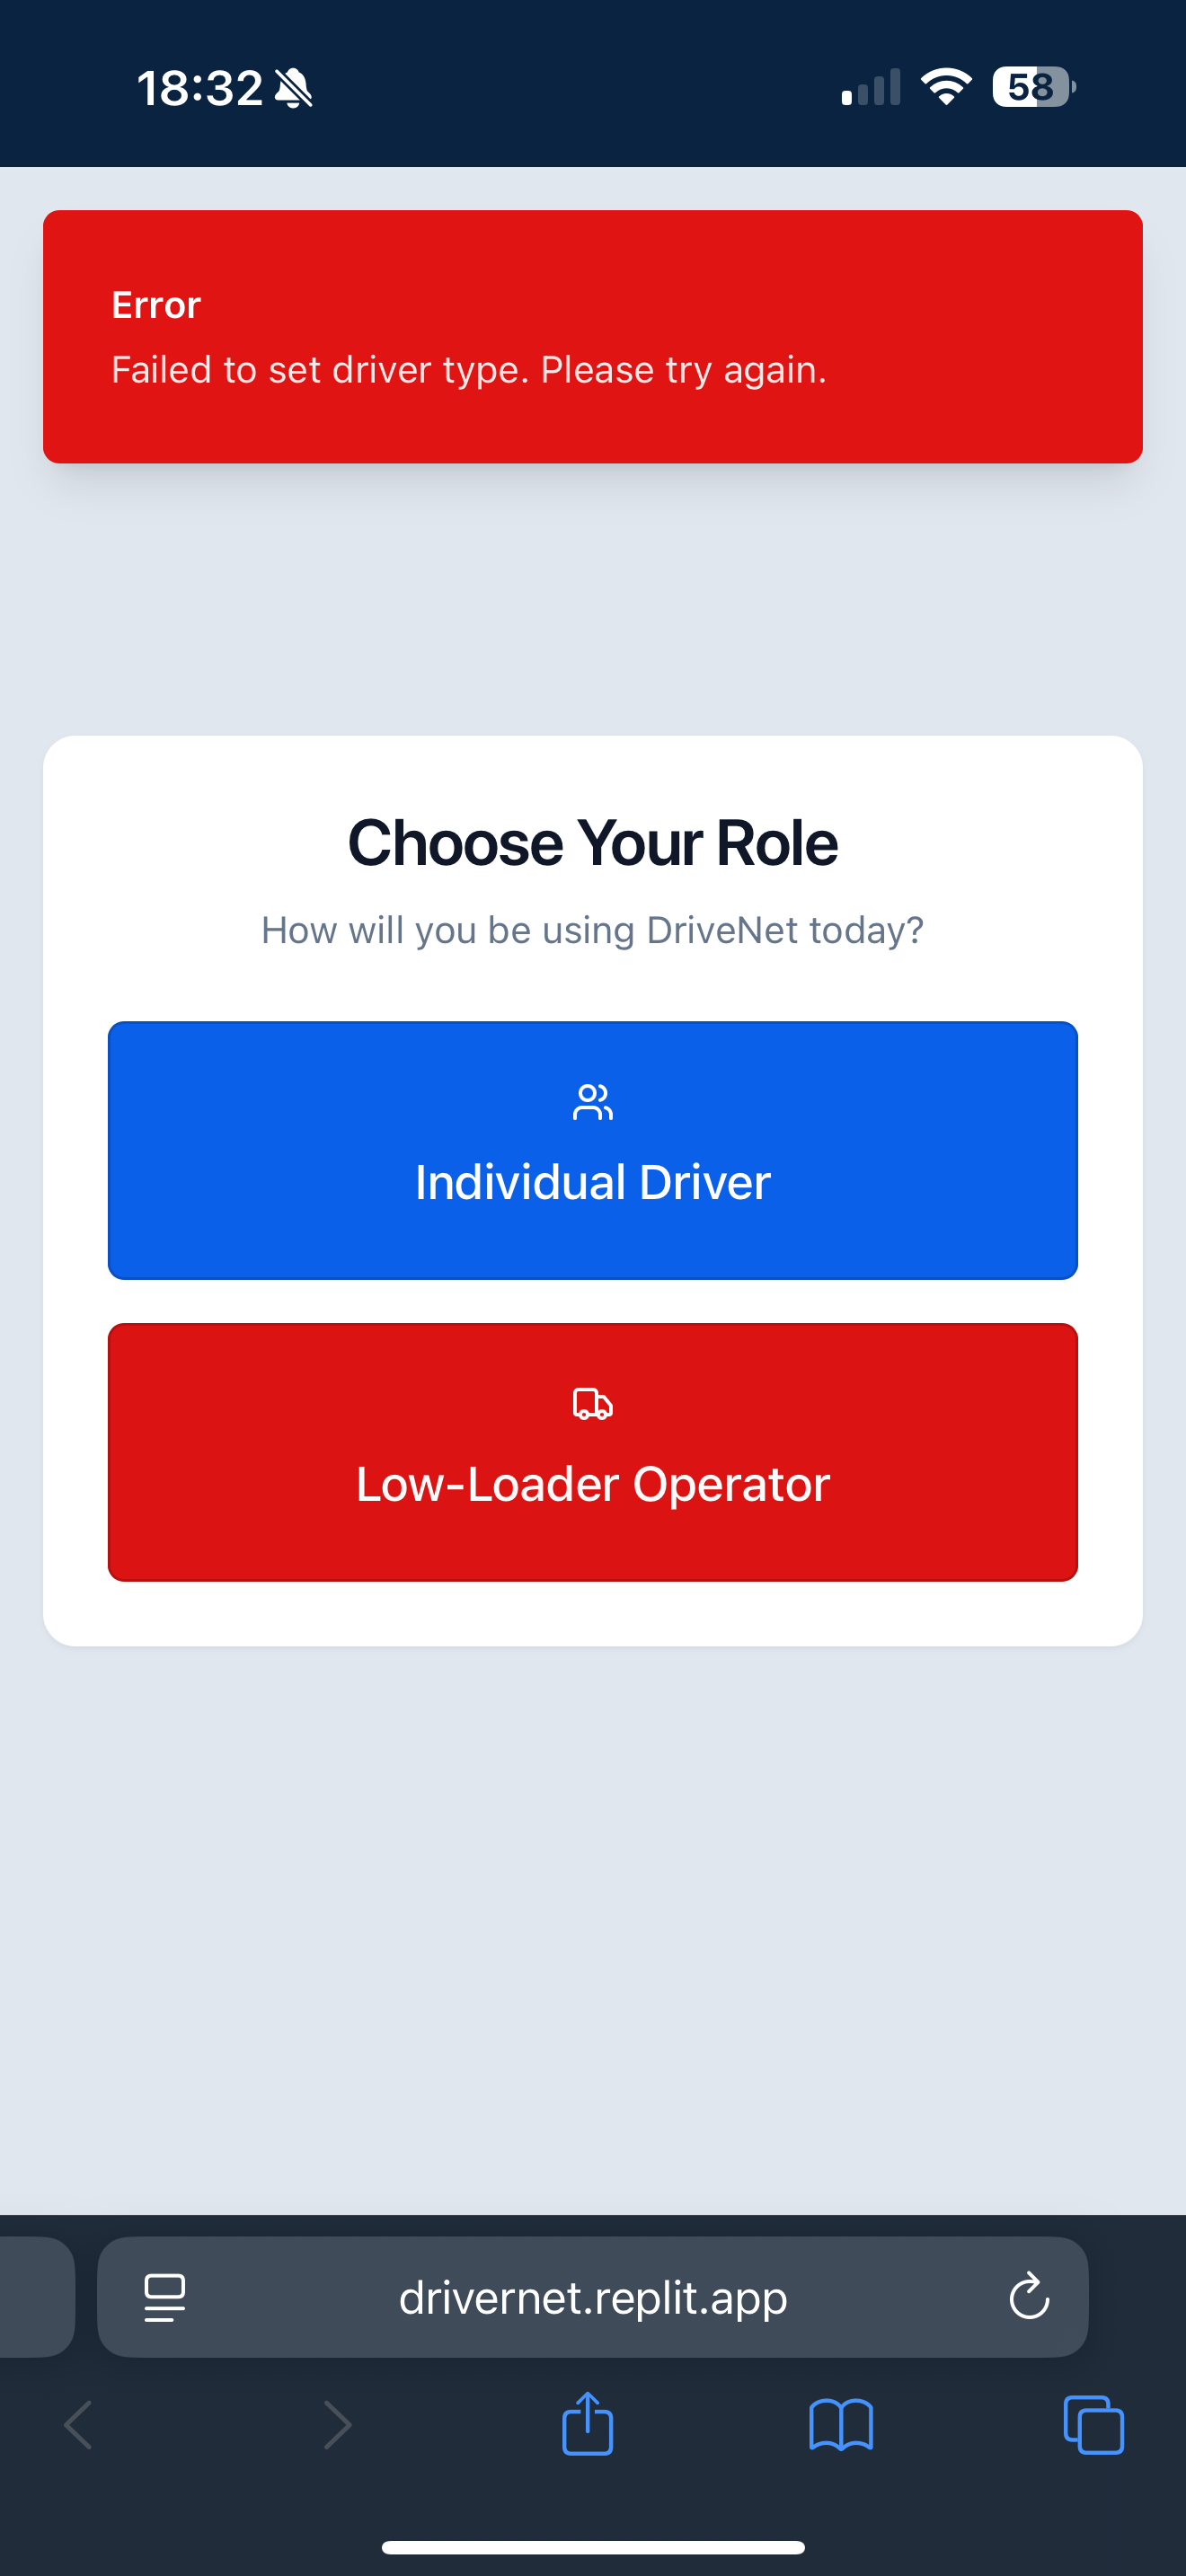 18:32
58
Error
Failed to set driver type. Please try again.
Choose Your Role
How will you be using DriveNet today?
Individual Driver
Low-Loader Operator
drivernet.replit.app